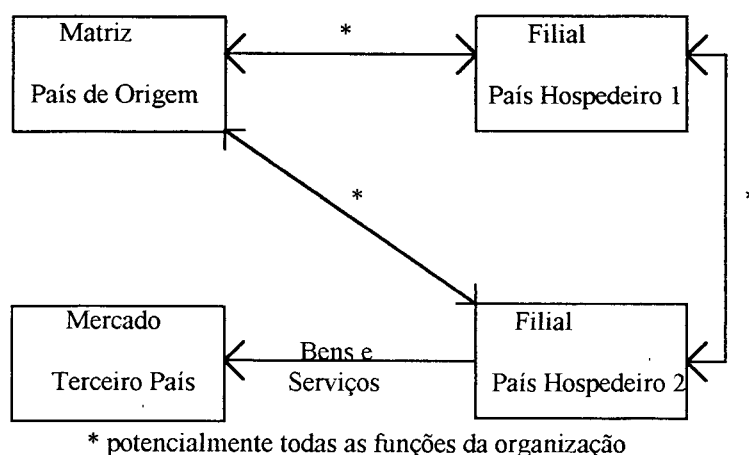 Matriz
País de Origem
*
Filial
País Hospedeiro 1
*
*
Mercado
Terceiro País
Bens e
Serviços
Filial
País Hospedeiro 2
* potencialmente todas as funções da organização